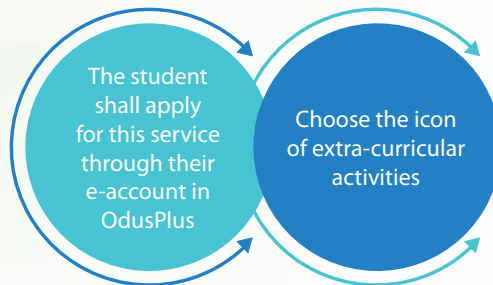 The student
shall apply
for this service
through their
e-account in
OdusPlus
Choose the icon
of extra-curricular
activities